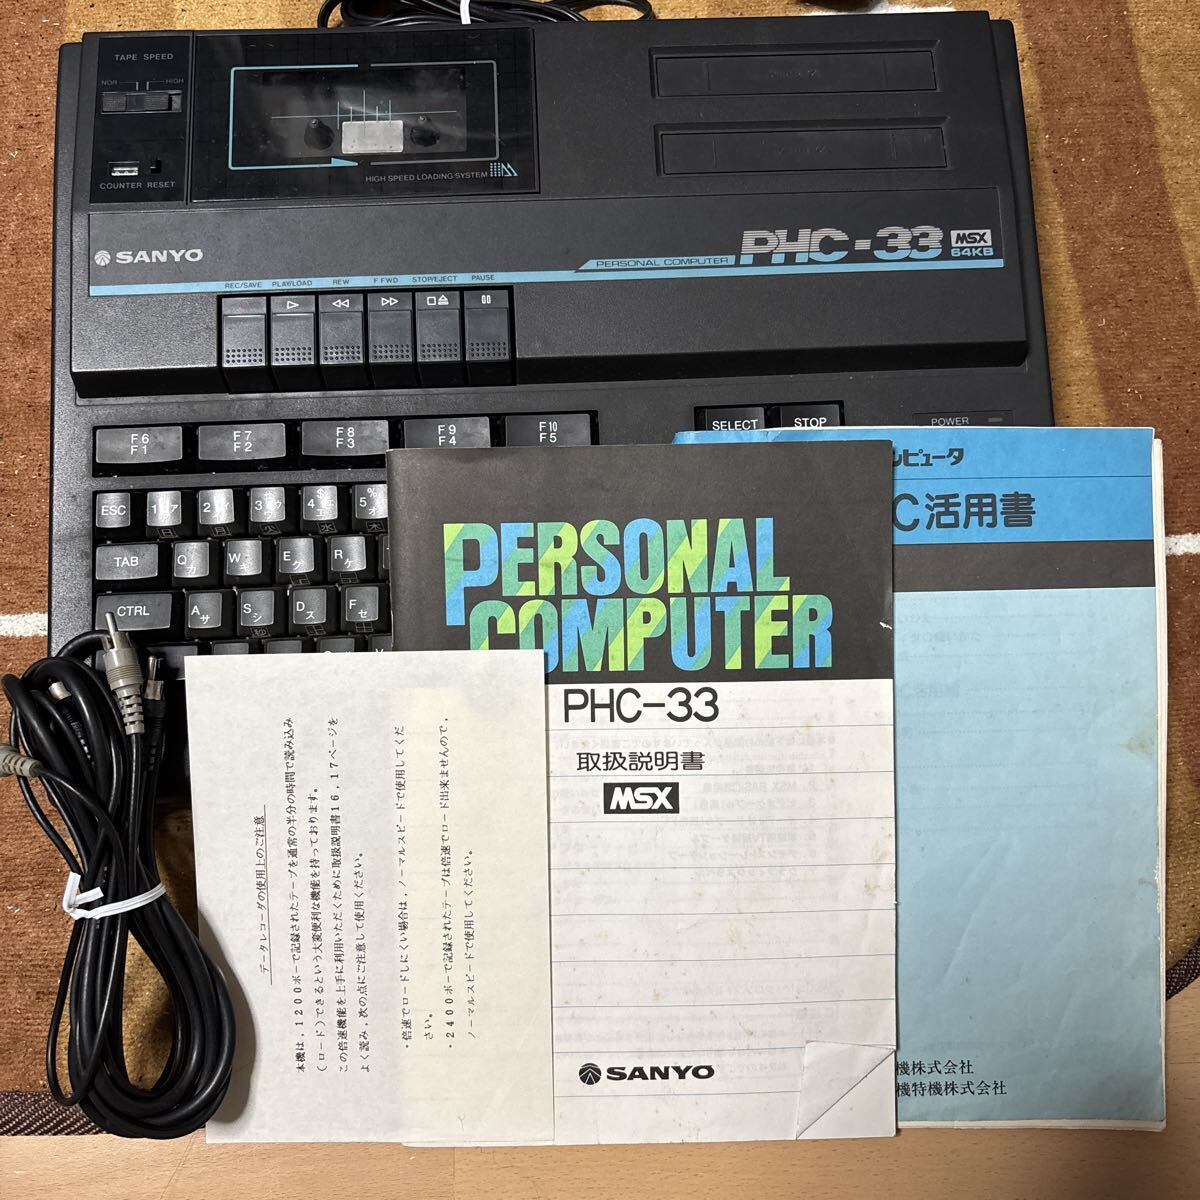 TAPE SPEED
NOR HIGH
COUNTER RESET
HIGH SPEED LOADING SYSTEM
SANYO
PERSONAL COMPUTER PHC-33 MSX
64KB
REC/SAVE PLAY/LOAD REW F FWD STOP/EJECT PAUSE
F6 F7 F8 F9 F10
F1 F2 F3 F4 F5
SELECT STOP
POWER
ESC
TAB Q W E R
CTRL A サ S シ D ス F セ
PERSONAL
COMPUTER
PHC-33
取扱説明書
MSX
SANYO
ピュータ
C活用書
機株式会社
機特機株式会社
データレコーダの使用上のご注意
本機は,1200ボーで記録されたテープを通常の半分の時間で読み込み
(ロード)できるという大変便利な機能を持っております。
この倍速機能を上手に利用いただくために取扱説明書16,17ページを
よく読み,次の点にご注意して使用ください。
・倍速でロードしにくい場合は,ノーマルスピードで使用してくだ
さい。
・2400ボーで記録されたテープは倍速でロード出来ませんので,
ノーマルスピードで使用してください。